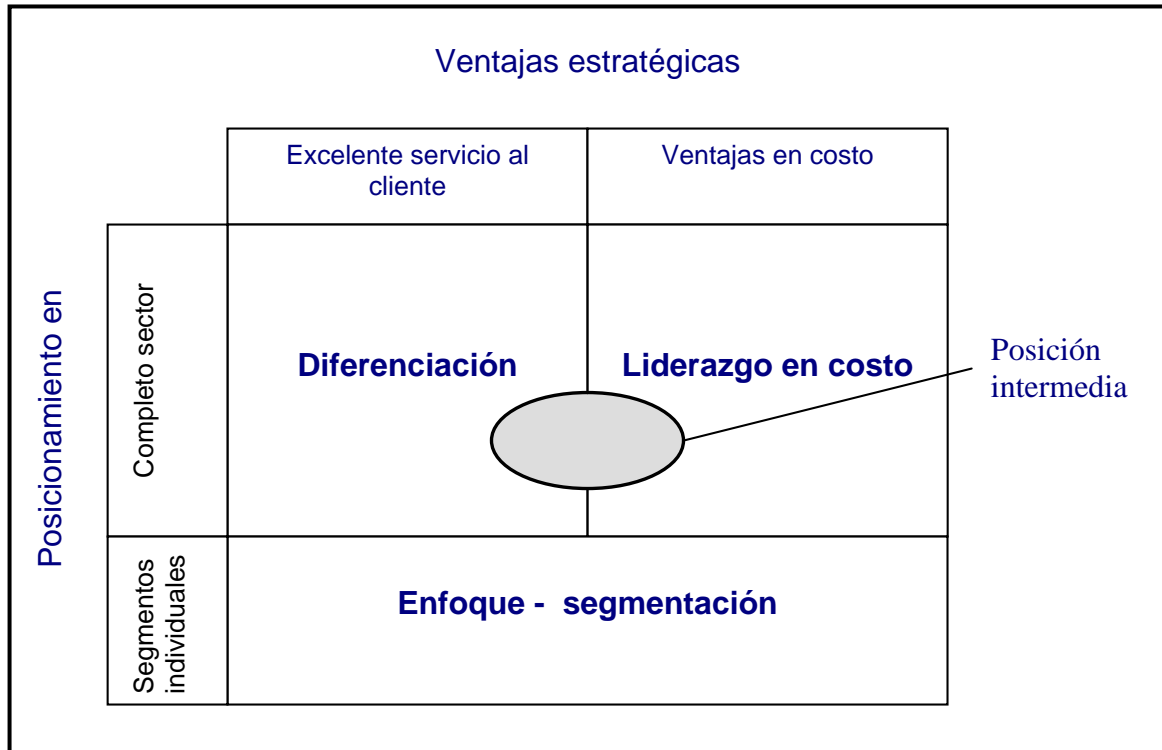 Ventajas estratégicas
Excelente servicio al
cliente
Ventajas en costo
Posicionamiento en
Completo sector
Diferenciación
Liderazgo en costo
Posición
intermedia
Segmentos
individuales
Enfoque - segmentación